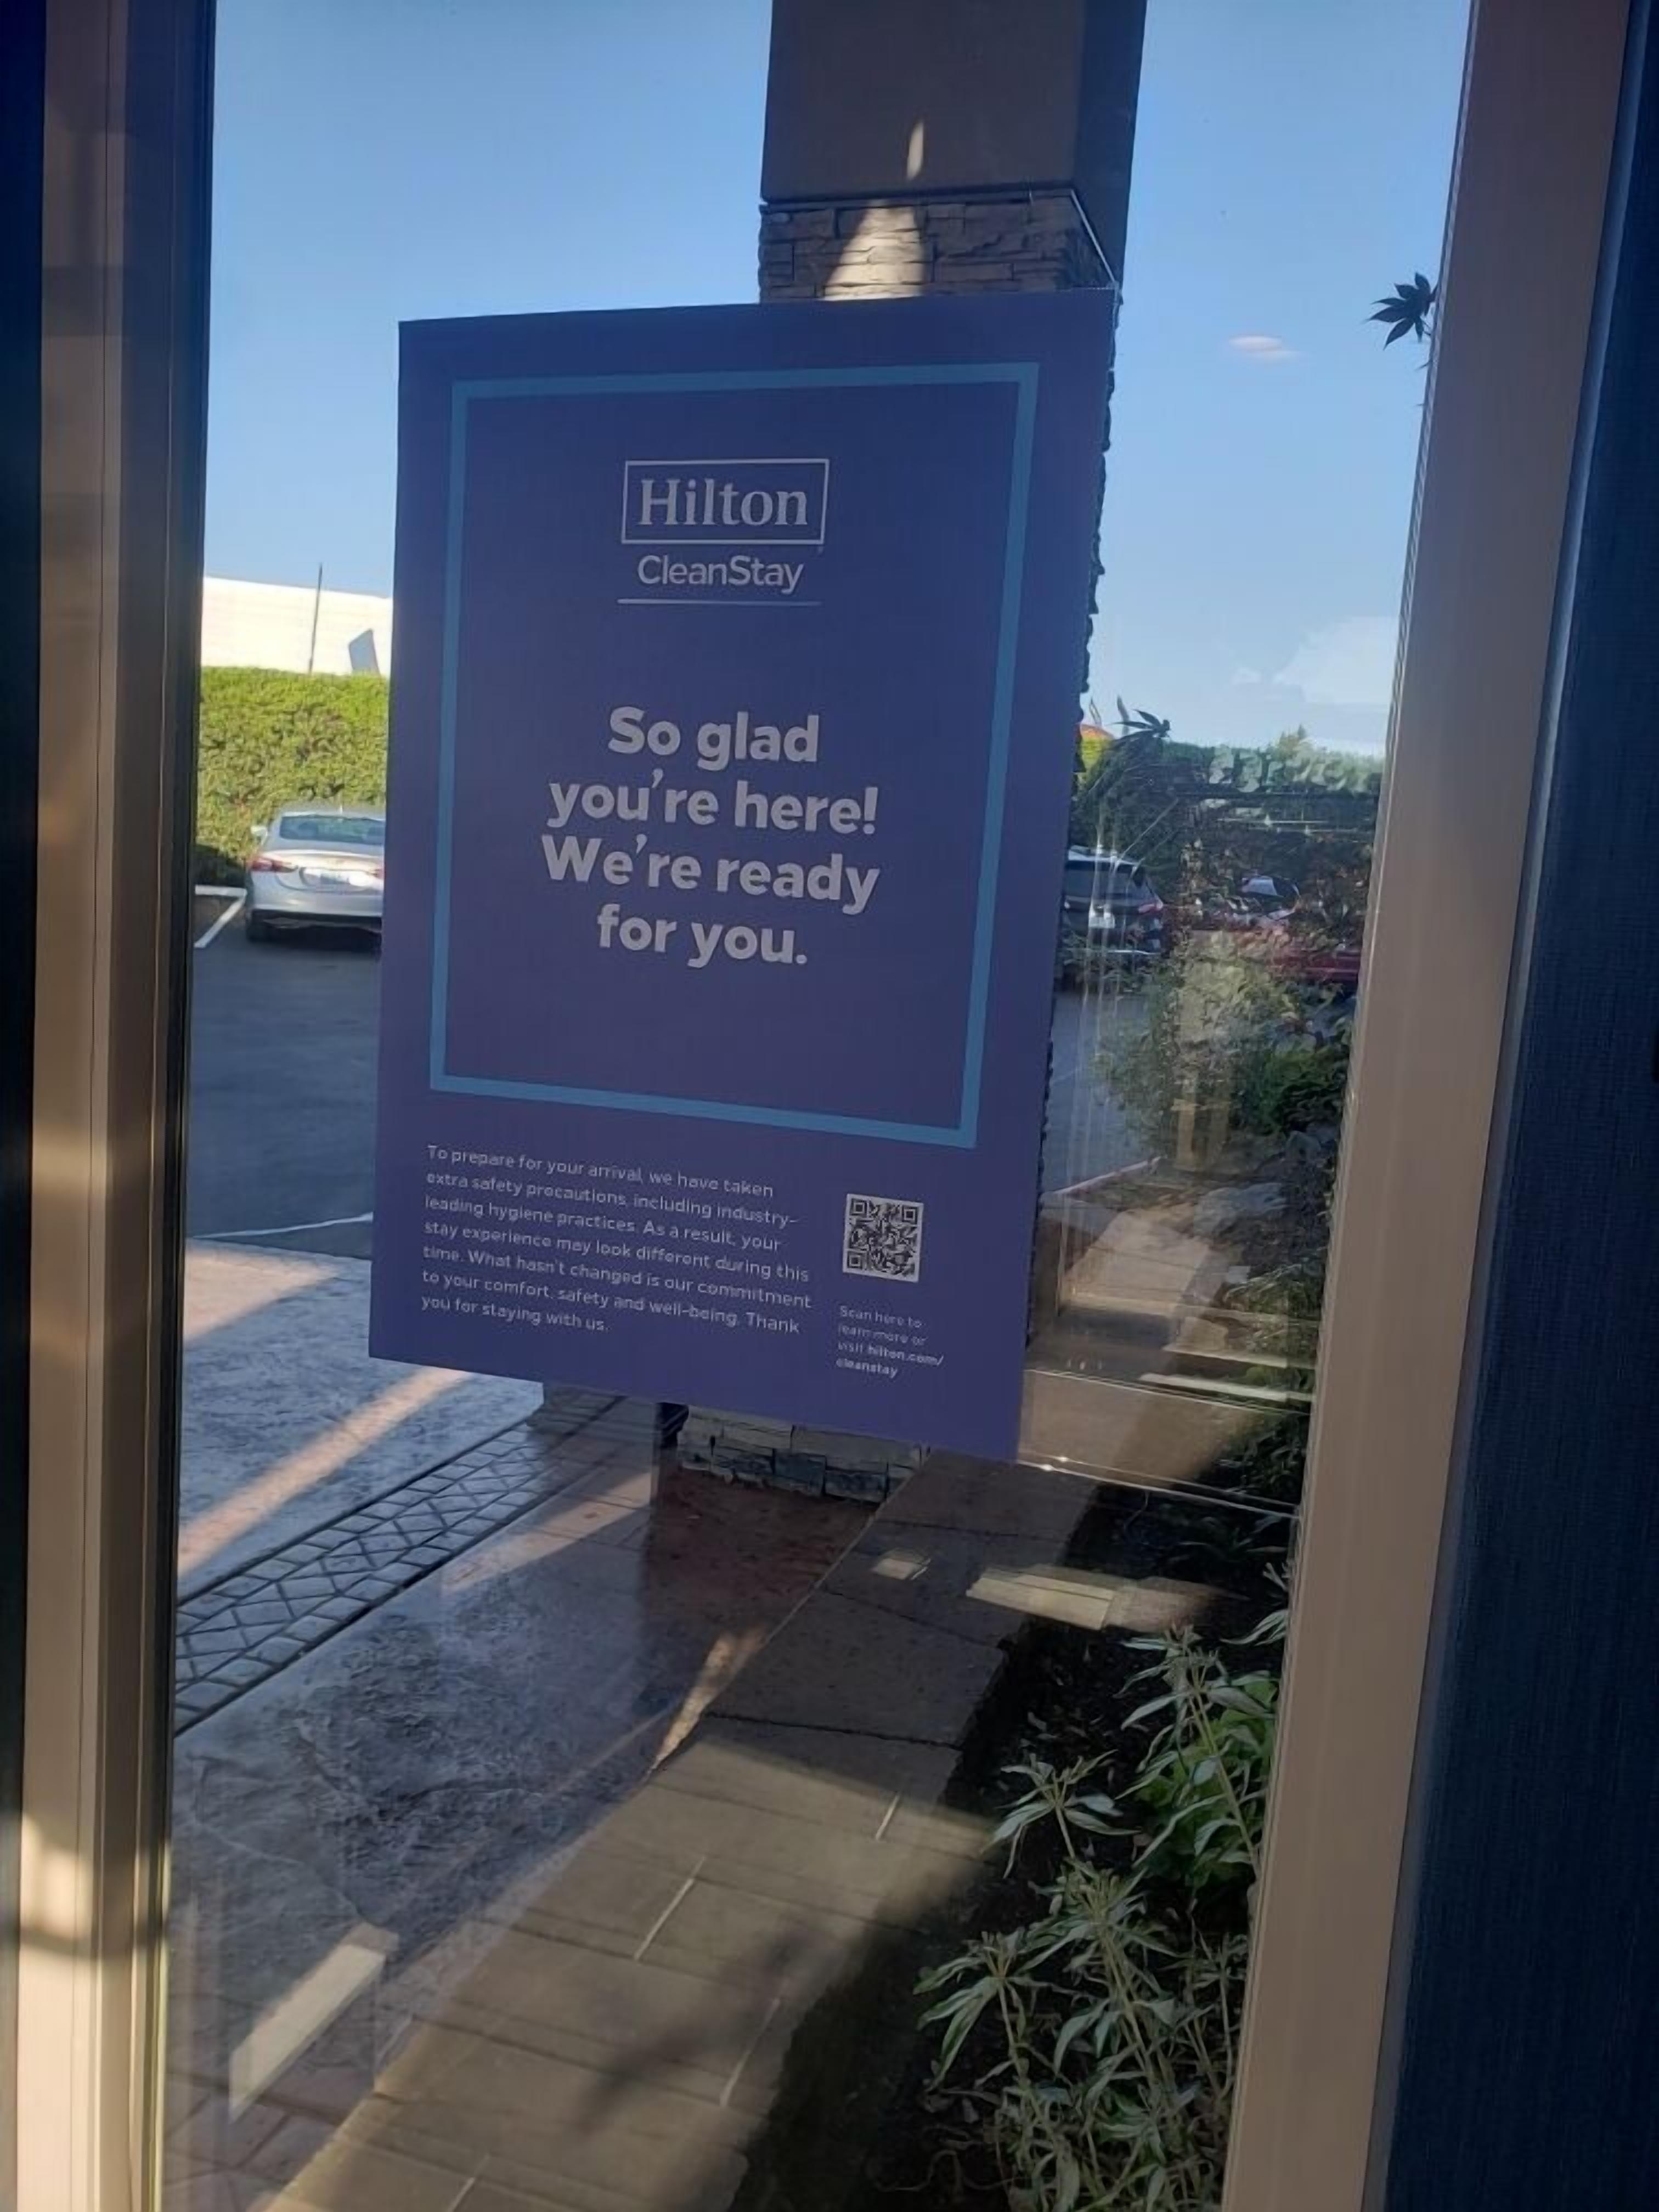 Hilton
CleanStay
So glad
you're here!
We're ready
for you.
To prepare for your arrival, we have taken
extra safety precautions, including industry-
leading hygiene practices. As a result, your
stay experience may look different during this
time. What hasn't changed is our commitment
to your comfort, safety and well-being. Thank
you for staying with us.
Scan here to
learn more or
visit hilton.com/
cleanstay